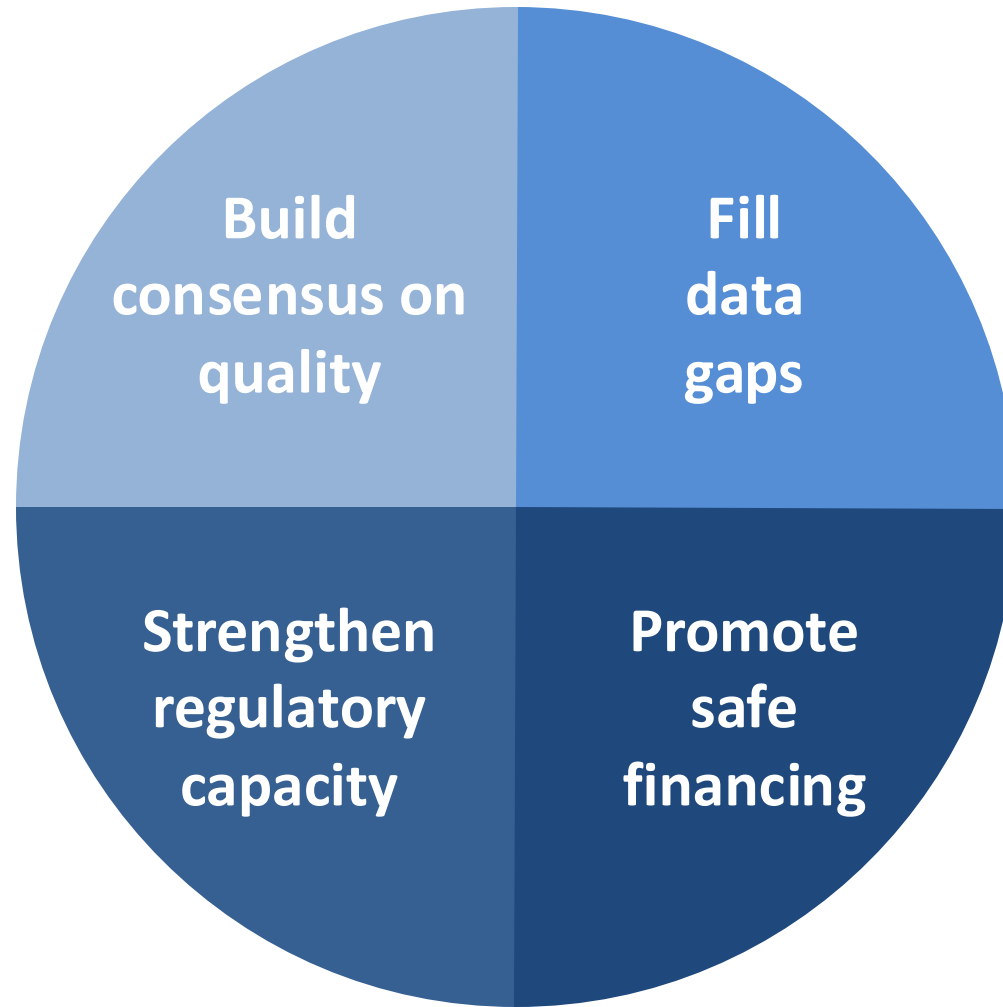 Build
consensus on
quality
Fill
data
gaps
Strengthen
regulatory
capacity
Promote
safe
financing